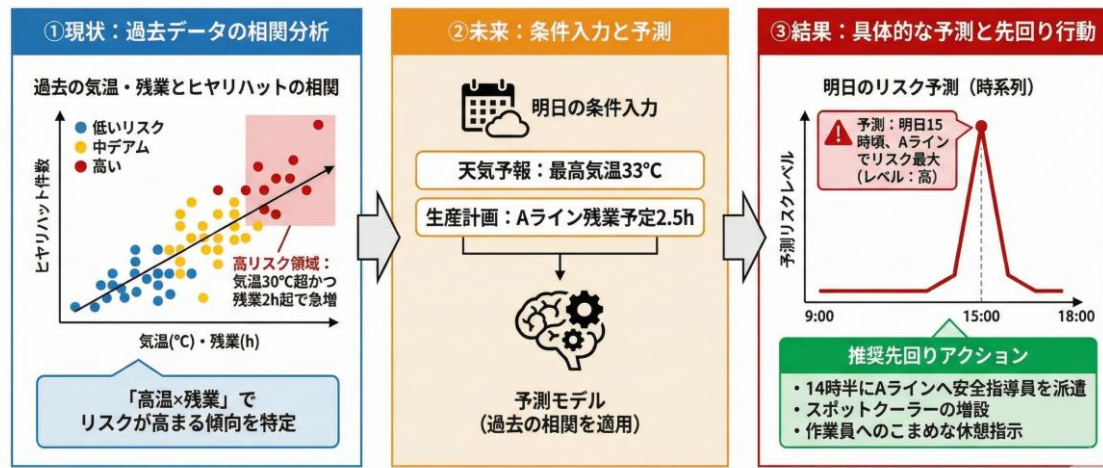 ①現状：過去データの相関分析
過去の気温・残業とヒヤリハットの相関
低いリスク
中デアム
高い
ヒヤリハット件数
高リスク領域：
気温30℃超かつ
残業2h起で急増
気温(℃)・残業(h)
「高温×残業」で
リスクが高まる傾向を特定
②未来：条件入力と予測
明日の条件入力
天気予報：最高気温33℃
生産計画：Aライン残業予定2.5h
予測モデル
（過去の相関を適用）
③結果：具体的な予測と先回り行動
明日のリスク予測（時系列）
予測：明日15
時頃、Aライン
でリスク最大
（レベル：高）
予測リスクレベル
9:00
15:00
18:00
推奨先回りアクション
・14時半にAラインへ安全指導員を派遣
・スポットクーラーの増設
・作業員へのこまめな休憩指示